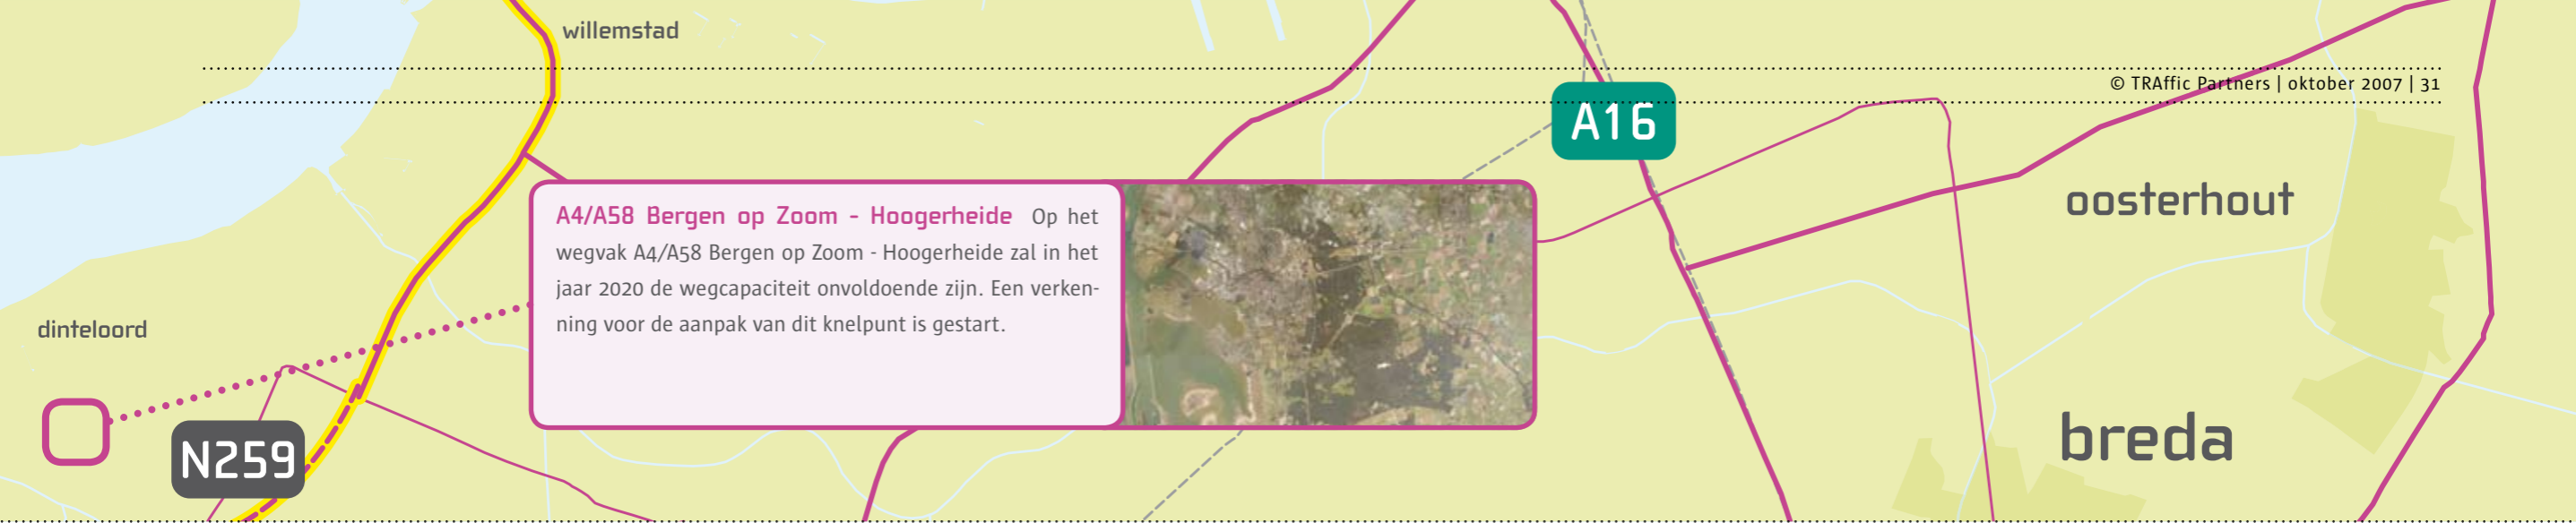 willemstad
© TRAffic Partners | oktober 2007 | 31
A16
oosterhout
A4/A58 Bergen op Zoom - Hoogerheide Op het
wegvak A4/A58 Bergen op Zoom - Hoogerheide zal in het
jaar 2020 de wegcapaciteit onvoldoende zijn. Een verken-
ning voor de aanpak van dit knelpunt is gestart.
dinteloord
N259
breda